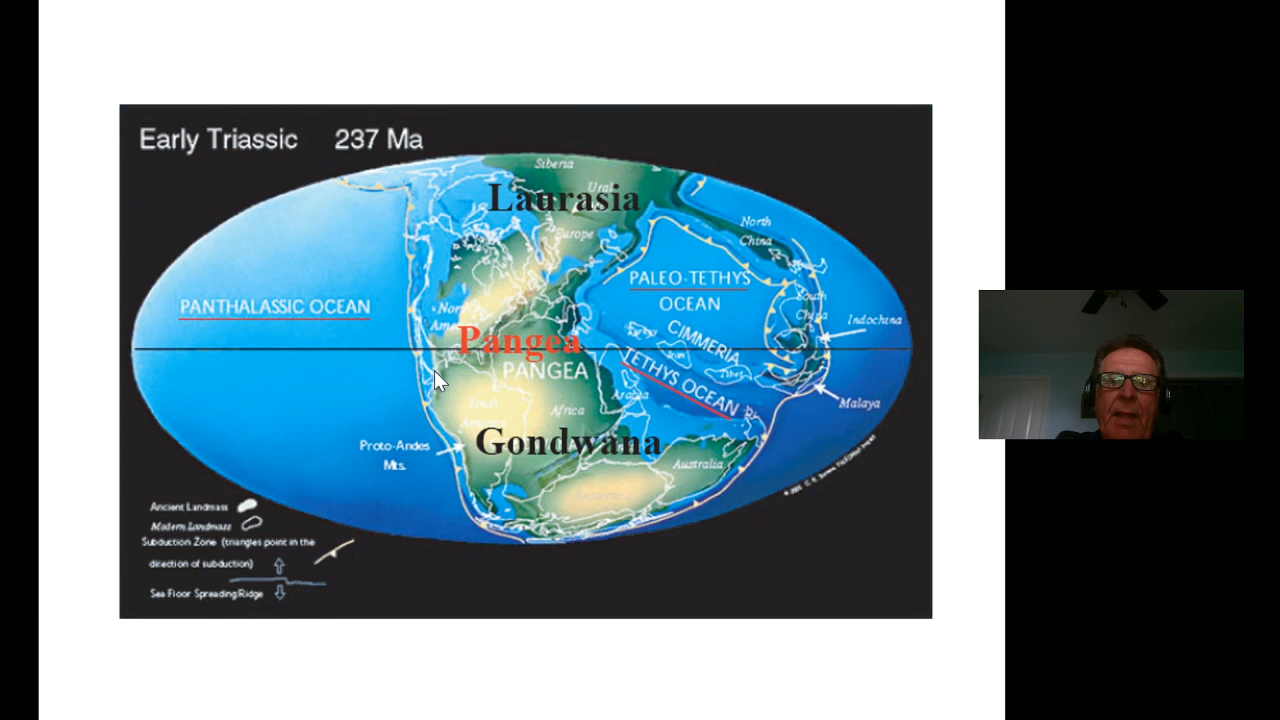 Early Triassic 237 Ma
Siberia
Ural
Laurasia
Europe
North
China
PALEO-TETHYS
OCEAN
PANTHALASSIC OCEAN
South
China
Indochina
CIMMERIA
Pangea
PANGEA
TETHYS OCEAN
Arabia
Malaya
South
Africa
Gondwana
Proto-Andes
Mts.
Australia
Antarctica
Ancient Landmass
Modern Landmass
Subduction Zone (triangles point in the
direction of subduction)
Sea Floor Spreading Ridge